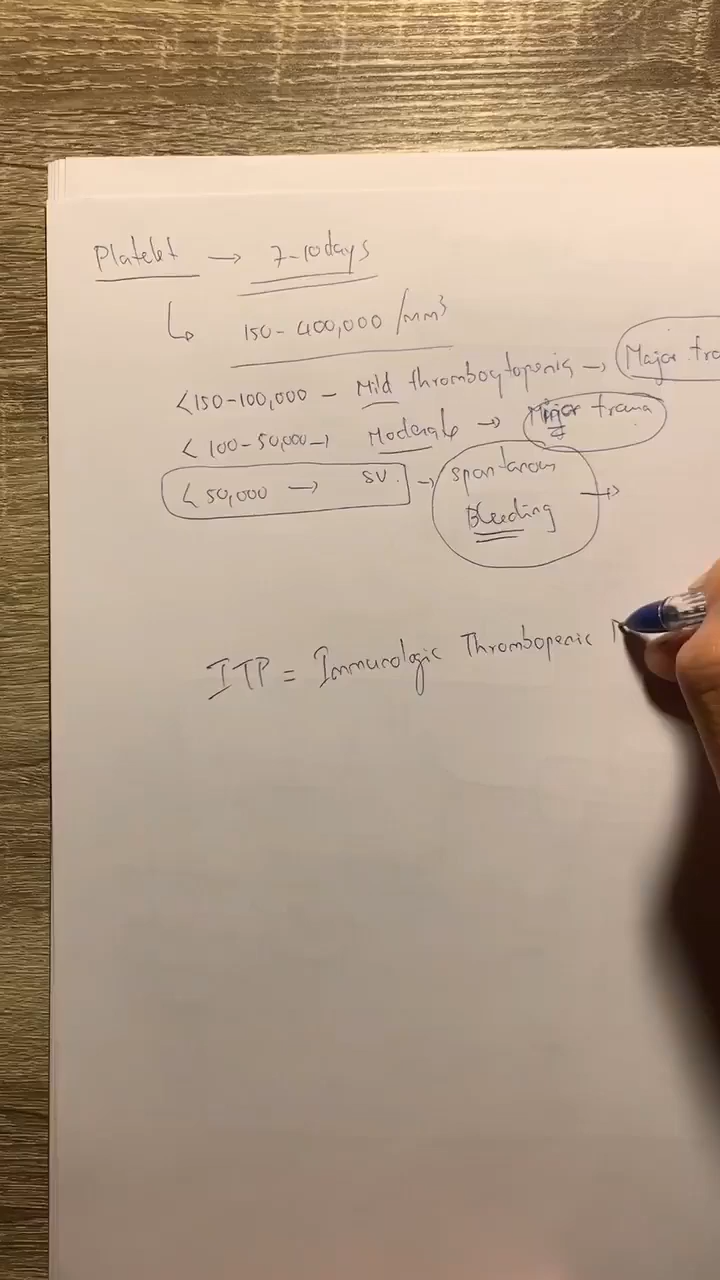 Platelet → 7-10days
↳ 150-400,000 /mm³
<150-100,000 - Mild thrombocytopenis → Major tra
< 100-50,000 → Moderate → Minor trama
< 50,000 → SV. → spontanous Bleeding →
ITP = Immunologic Thrombopenic